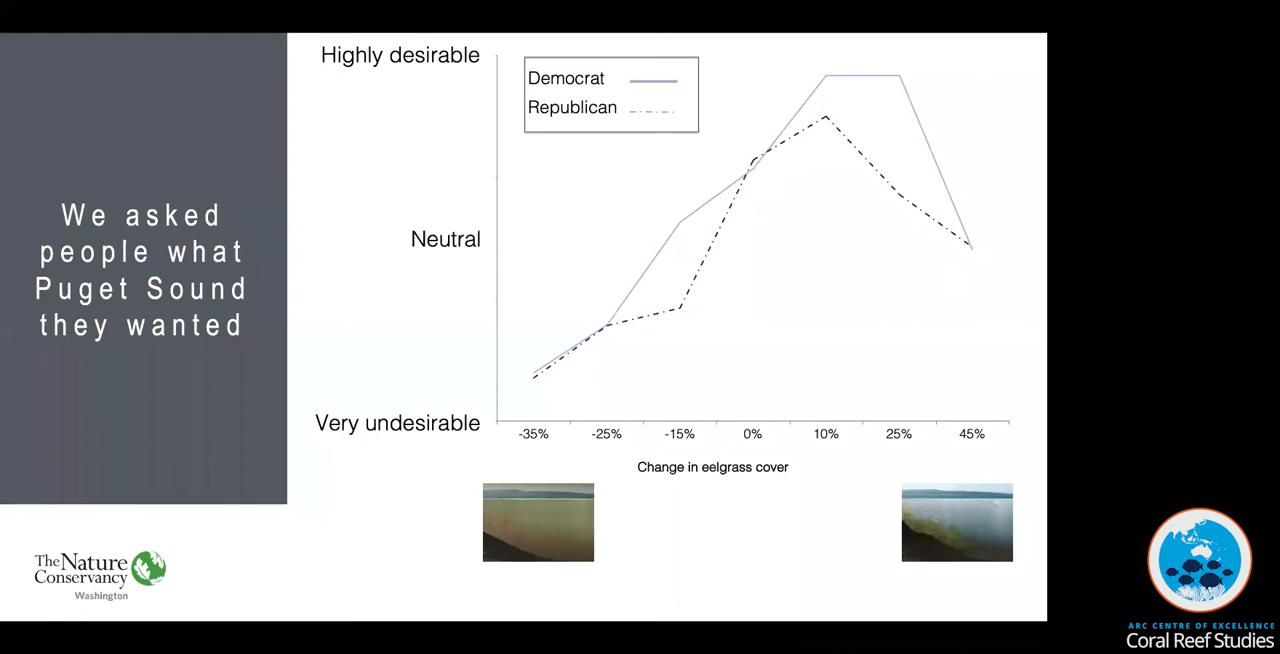 We asked
people what
Puget Sound
they wanted
Highly desirable
Neutral
Very undesirable
Democrat
Republican
-35%
-25%
-15%
0%
10%
25%
45%
Change in eelgrass cover
The Nature
Conservancy
Washington
ARC CENTRE OF EXCELLENCE
Coral Reef Studies